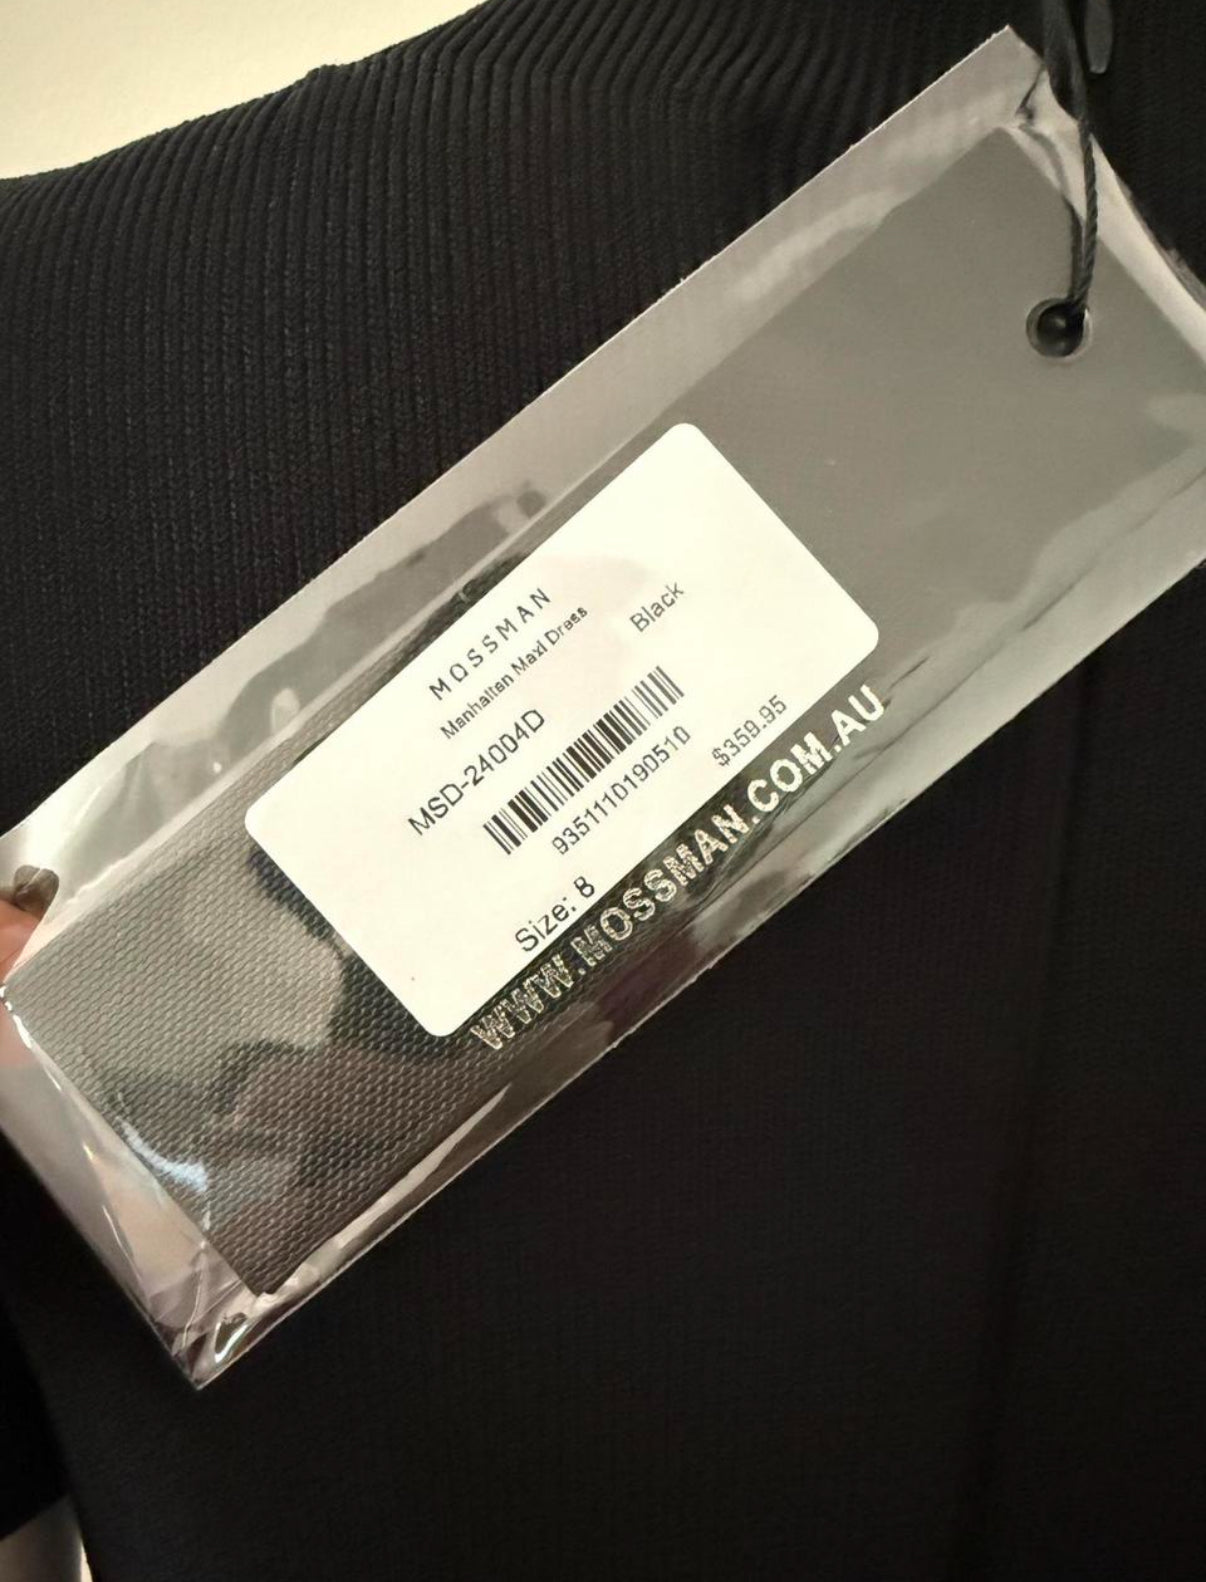 MOSSMAN
Manhattan Maxi Dress
Black
MSD-24004D
9351110190510
$359.95
Size: 8
WWW.MOSSMAN.COM.AU